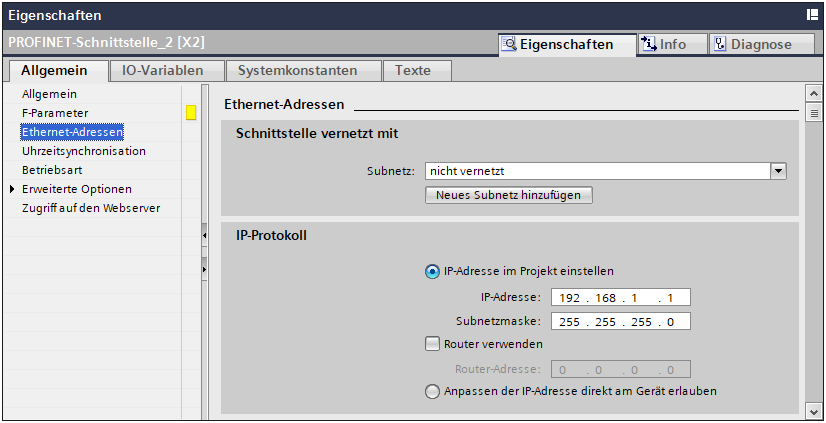 Eigenschaften
PROFINET-Schnittstelle_2 [X2]
Eigenschaften Info Diagnose
Allgemein IO-Variablen Systemkonstanten Texte
Allgemein
F-Parameter
Ethernet-Adressen
Uhrzeitsynchronisation
Betriebsart
Erweiterte Optionen
Zugriff auf den Webserver
Ethernet-Adressen
Schnittstelle vernetzt mit
Subnetz: nicht vernetzt
Neues Subnetz hinzufügen
IP-Protokoll
IP-Adresse im Projekt einstellen
IP-Adresse: 192 . 168 . 1 . 1
Subnetzmaske: 255 . 255 . 255 . 0
Router verwenden
Router-Adresse: 0 . 0 . 0 . 0
Anpassen der IP-Adresse direkt am Gerät erlauben